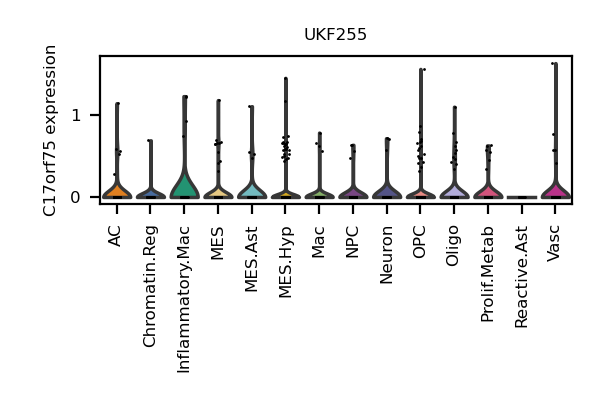 UKF255
C17orf75 expression
1
0
AC
Chromatin.Reg
Inflammatory.Mac
MES
MES.Ast
MES.Hyp
Mac
NPC
Neuron
OPC
Oligo
Prolif.Metab
Reactive.Ast
Vasc